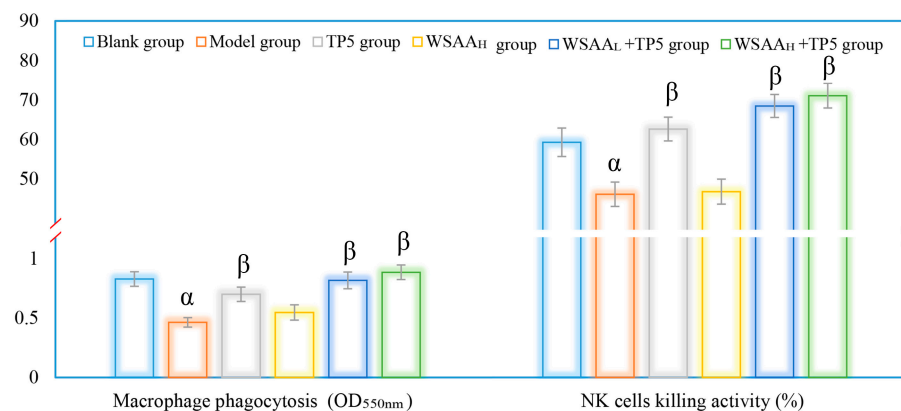 90
Blank group Model group TP5 group WSAAH group WSAAL +TP5 group WSAAH +TP5 group
80
70
60
50
1
0.5
0
β β β
α
β β β
α
Macrophage phagocytosis (OD550nm) NK cells killing activity (%)